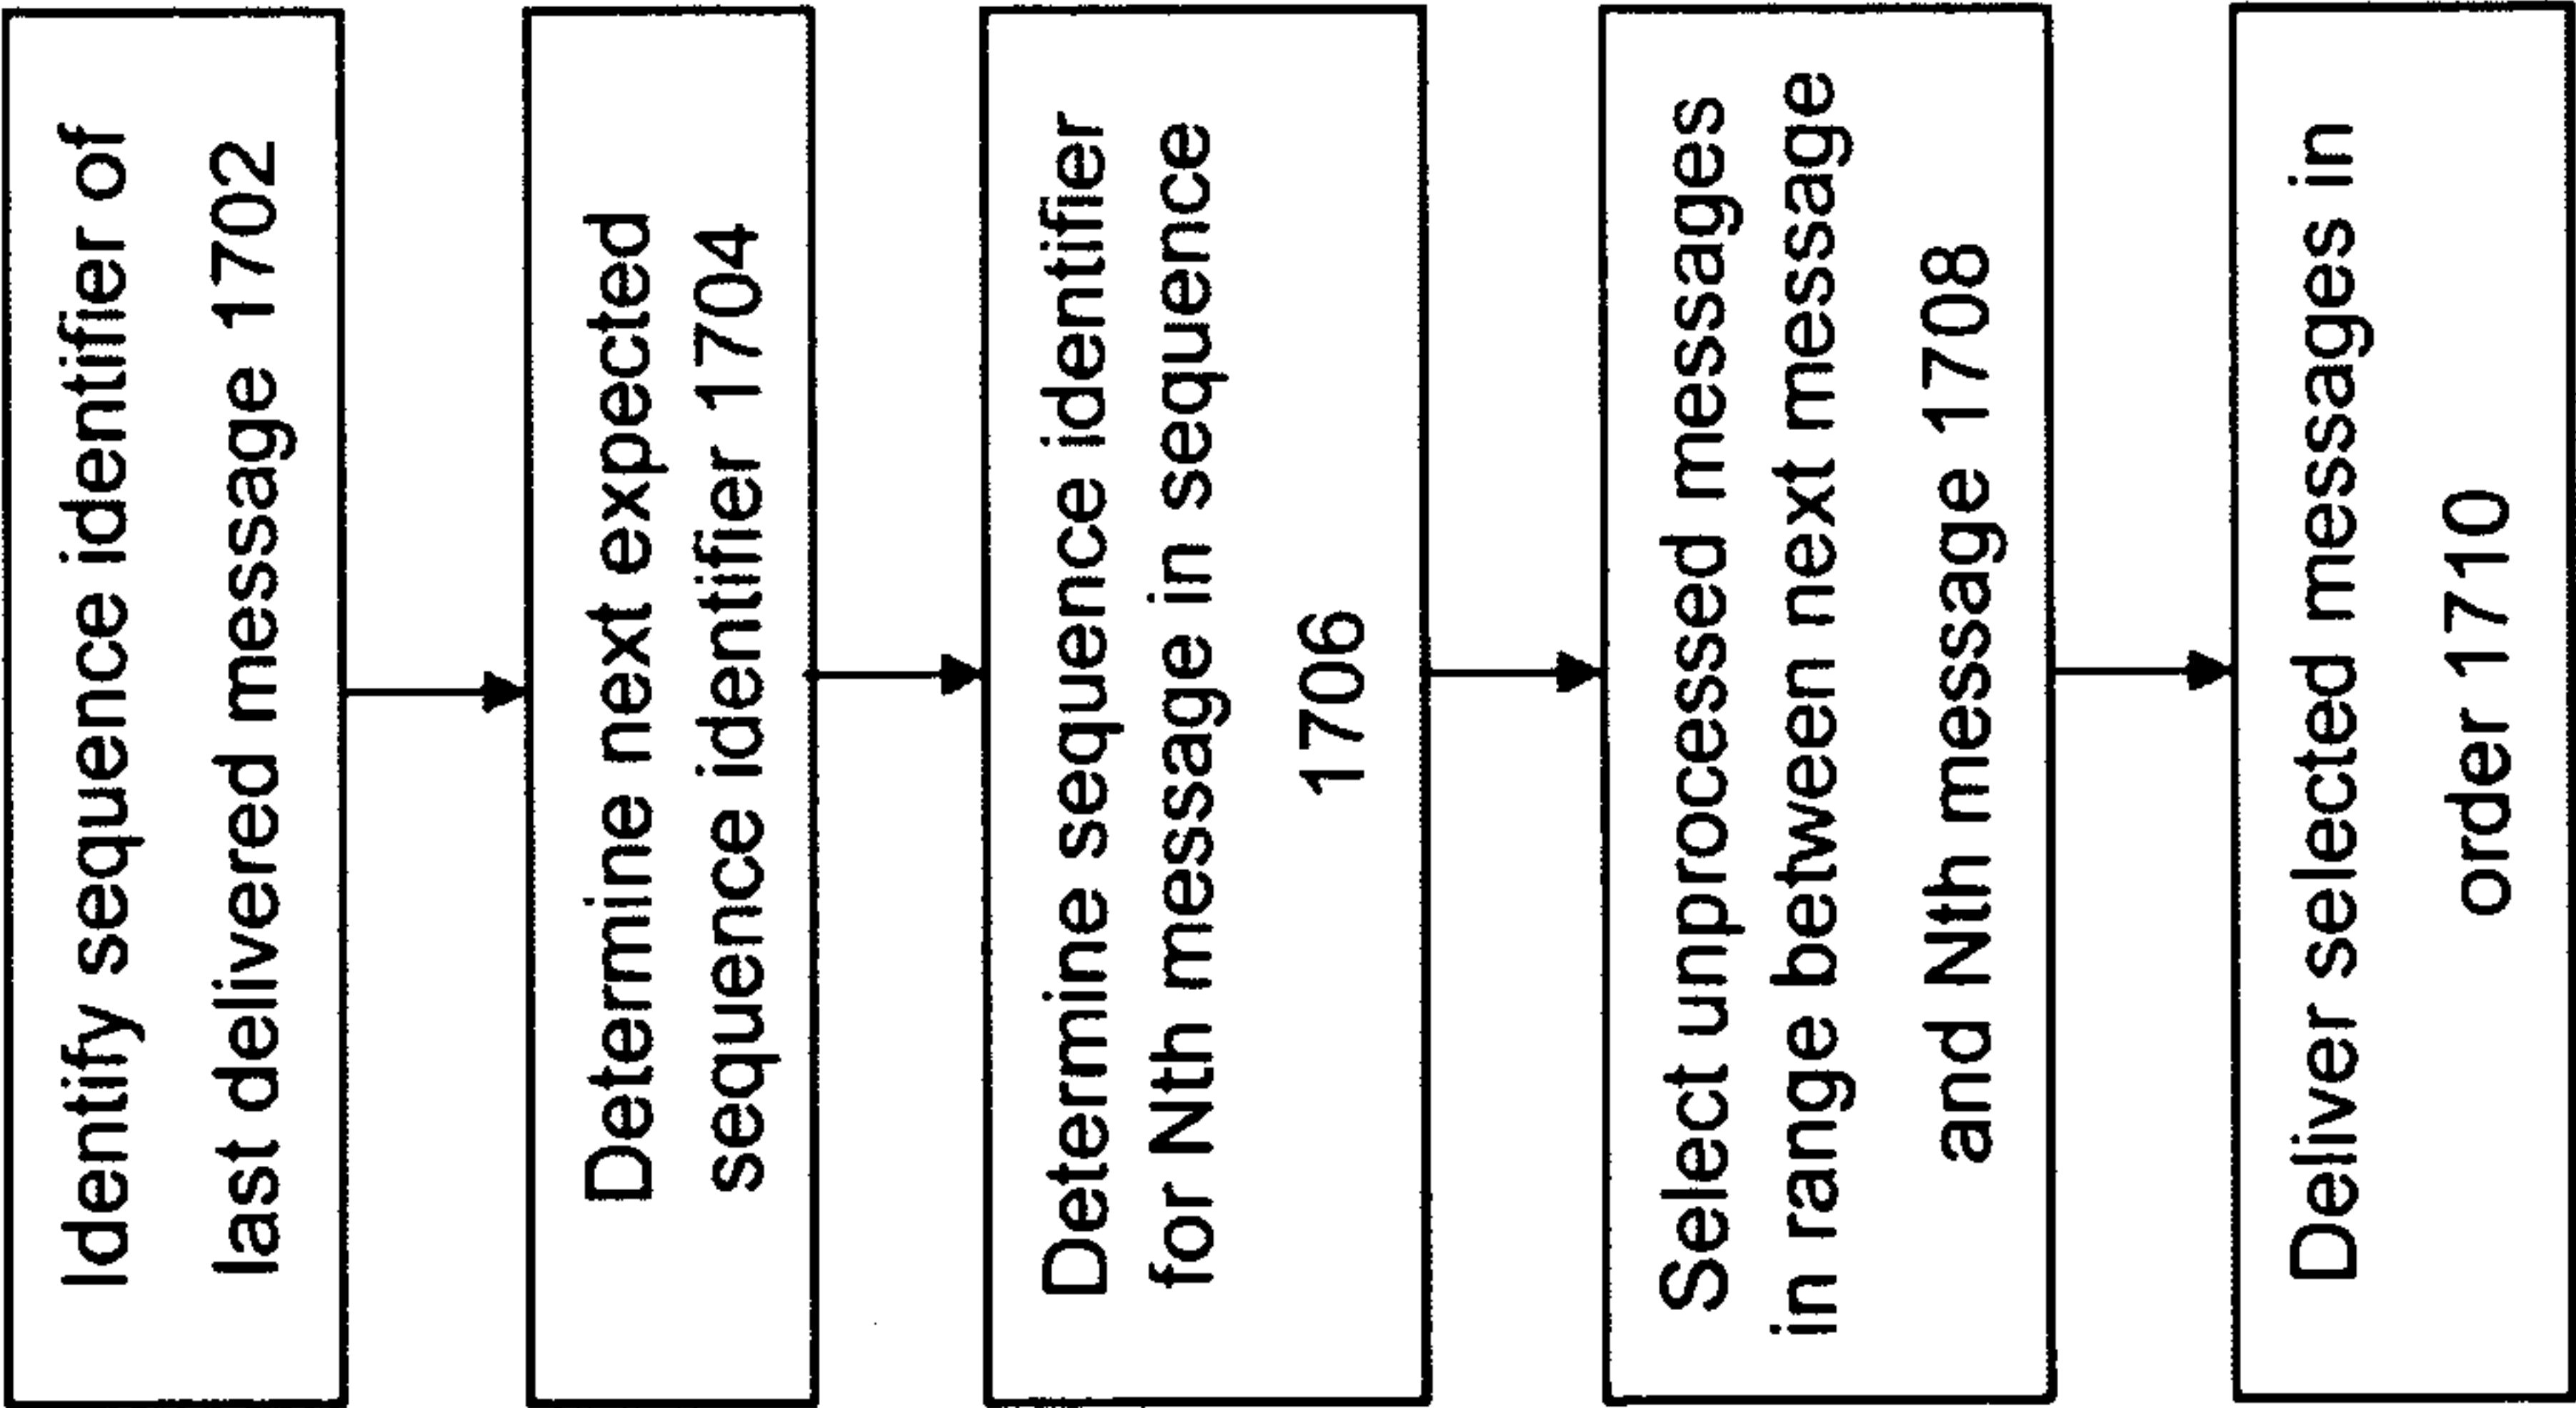 Identify sequence identifier of
last delivered message 1702
Determine next expected
sequence identifier 1704
Determine sequence identifier
for Nth message in sequence
1706
Select unprocessed messages
in range between next message
and Nth message 1708
Deliver selected messages in
order 1710